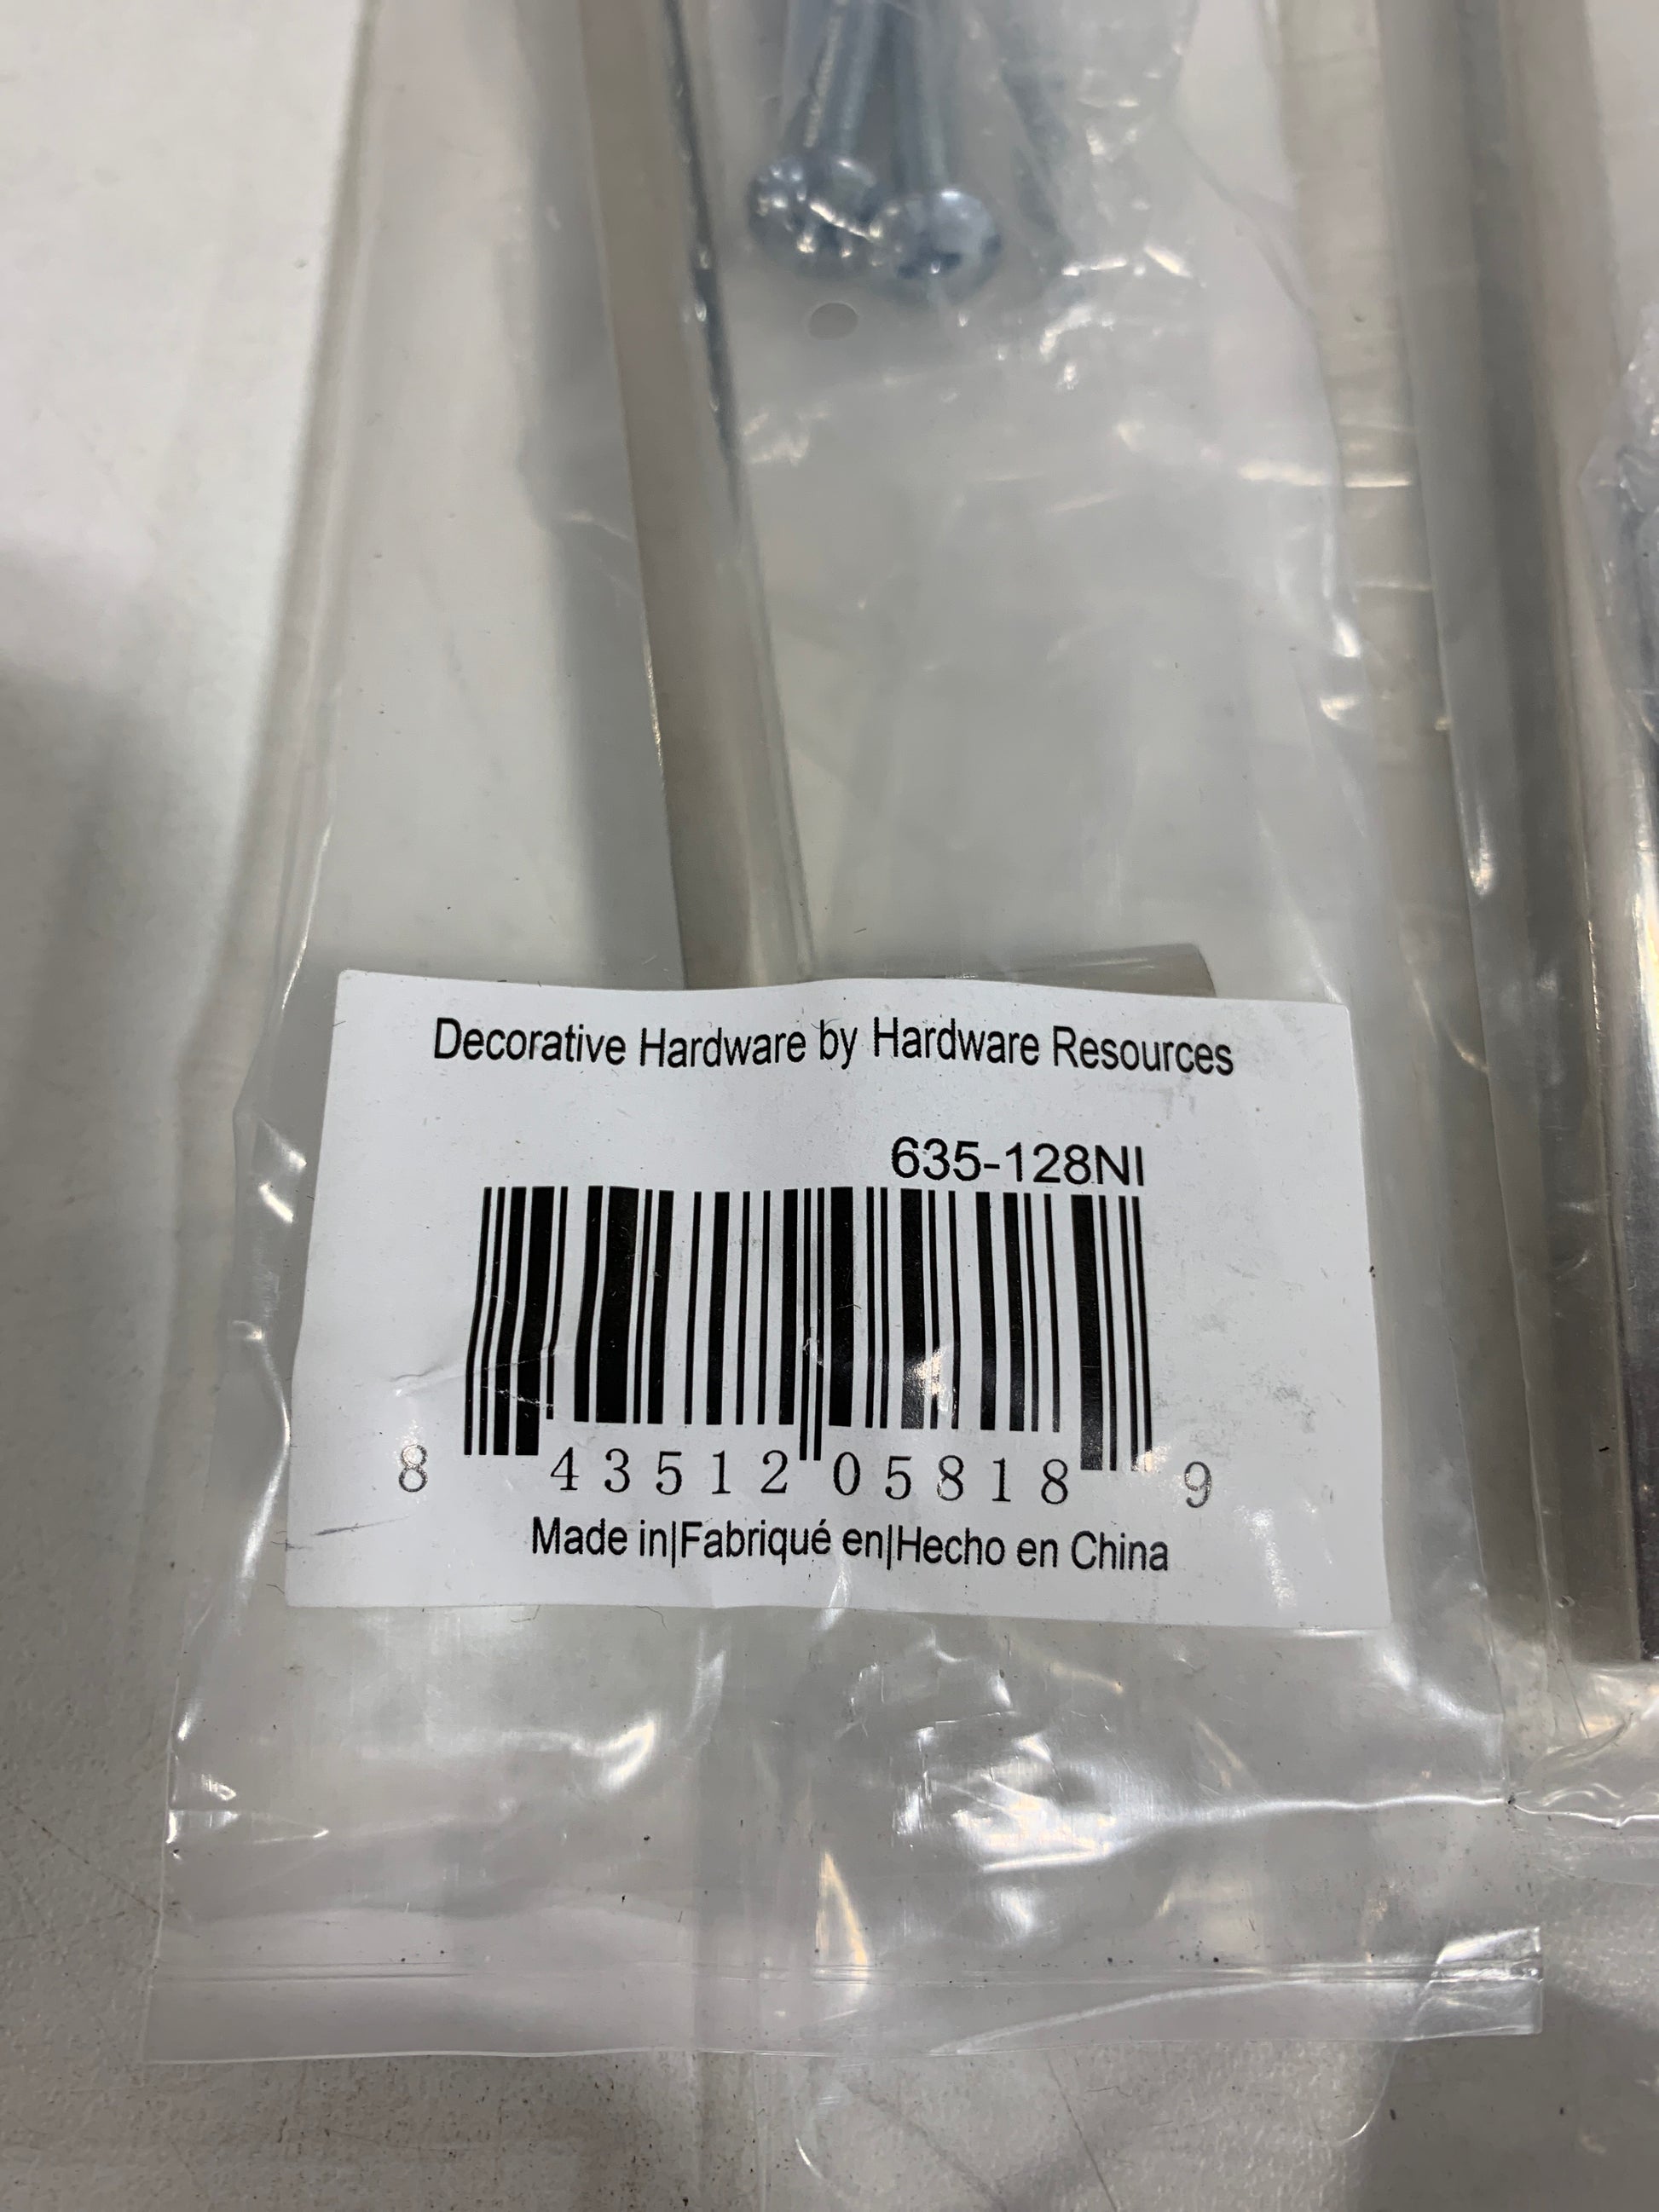 Decorative Hardware by Hardware Resources
635-128NI
8 43512 05818 9
Made in|Fabriqué en|Hecho en China